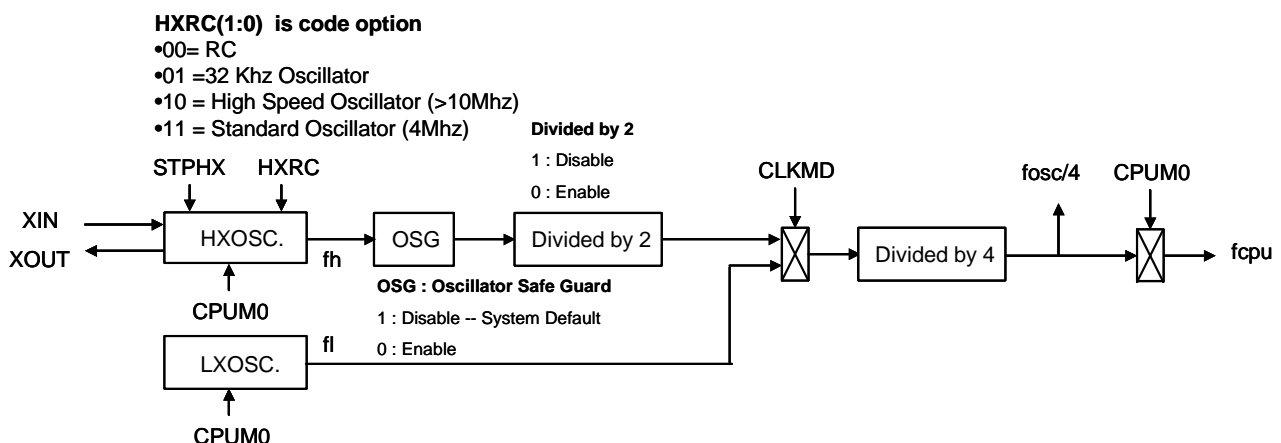 HXRC(1:0)  is code option
•00= RC
•01 =32 Khz Oscillator
•10 = High Speed Oscillator (>10Mhz)
•11 = Standard Oscillator (4Mhz)
Divided by 2
1 : Disable
0 : Enable
STPHX HXRC
CLKMD
fosc/4
CPUM0
XIN
XOUT
HXOSC.
fh
OSG
Divided by 2
Divided by 4
fcpu
CPUM0
OSG : Oscillator Safe Guard
1 : Disable -- System Default
0 : Enable
LXOSC.
fl
CPUM0